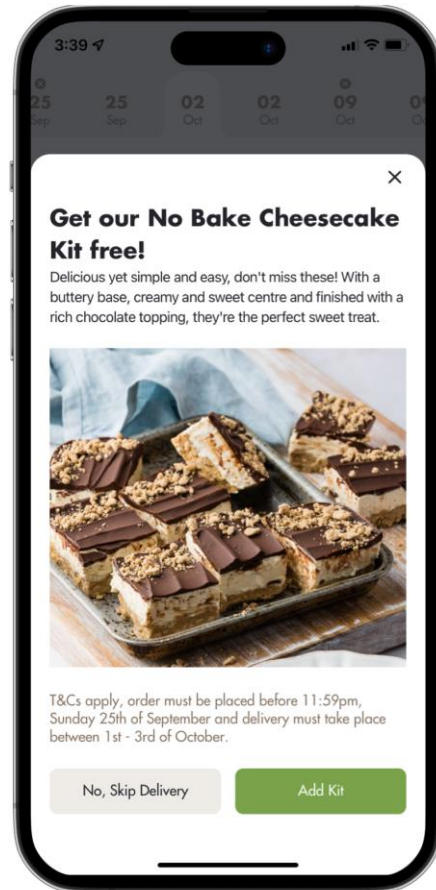 3:39
25 25 02 02 09 09
Sep Sep Oct Oct Oct
Get our No Bake Cheesecake
Kit free!
Delicious yet simple and easy, don't miss these! With a
buttery base, creamy and sweet centre and finished with a
rich chocolate topping, they're the perfect sweet treat.
T&Cs apply, order must be placed before 11:59pm,
Sunday 25th of September and delivery must take place
between 1st - 3rd of October.
No, Skip Delivery Add Kit